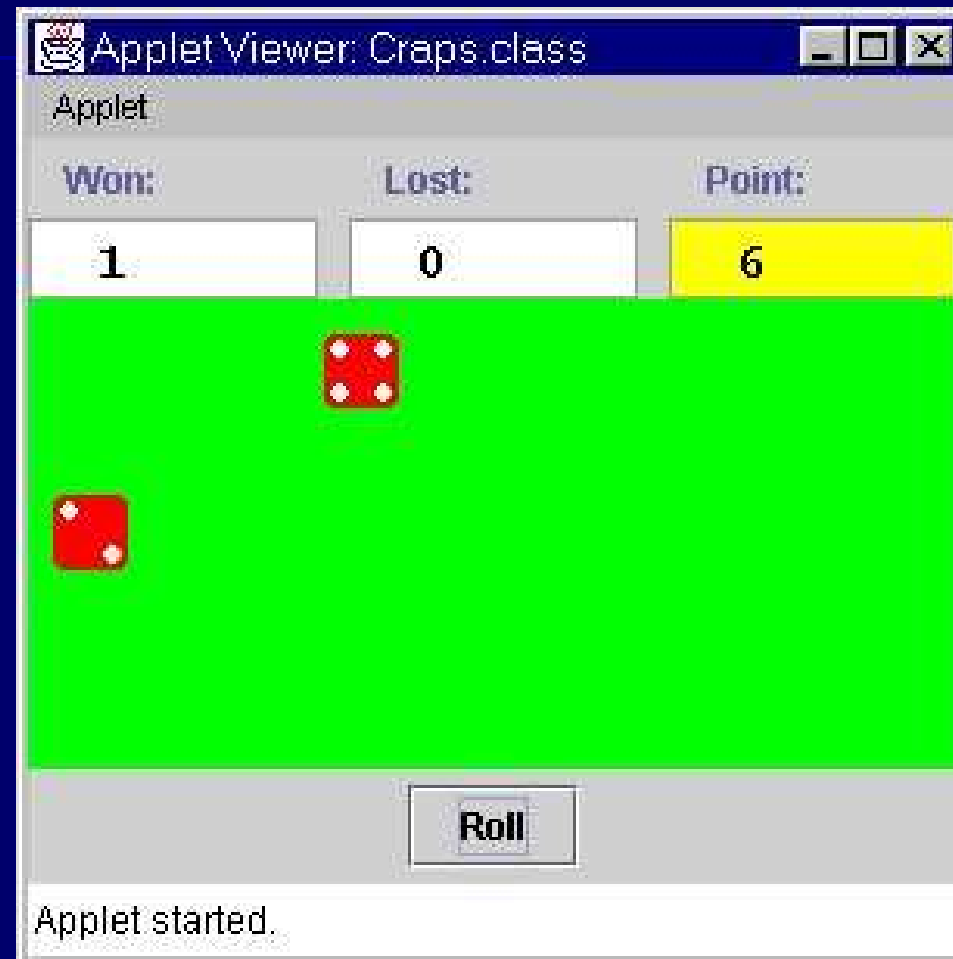 Applet Viewer: Craps.class
Applet
Won: Lost: Point:
1 0 6
Roll
Applet started.